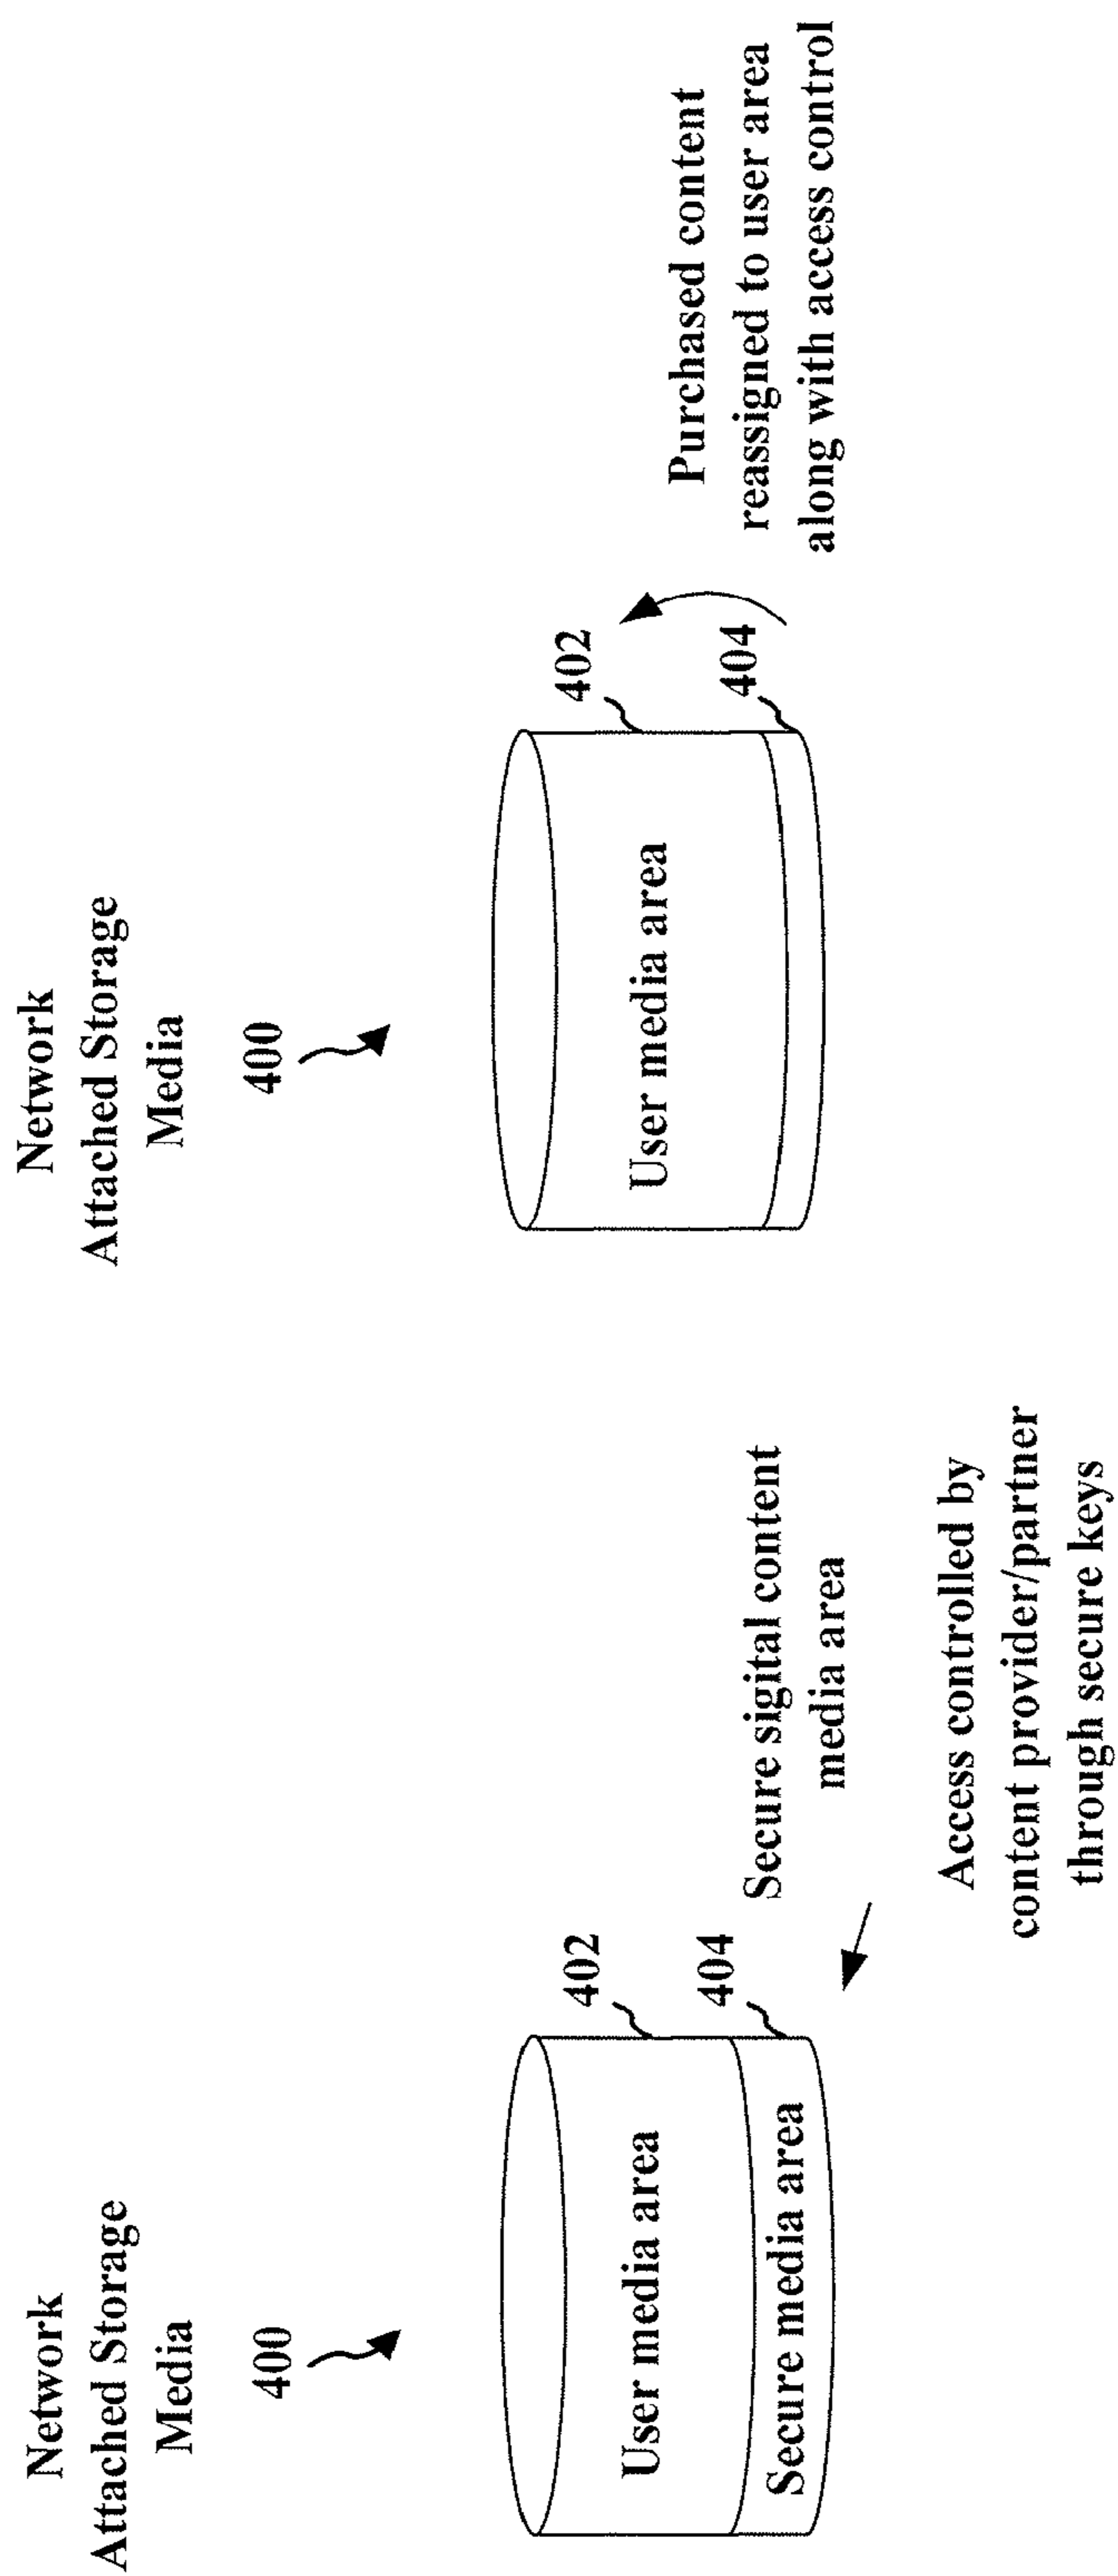 Network
Attached Storage
Media
400
402
404
User media area
Secure media area
Secure sigital content
media area
Access controlled by
content provider/partner
through secure keys
Network
Attached Storage
Media
400
402
404
User media area
Purchased content
reassigned to user area
along with access control